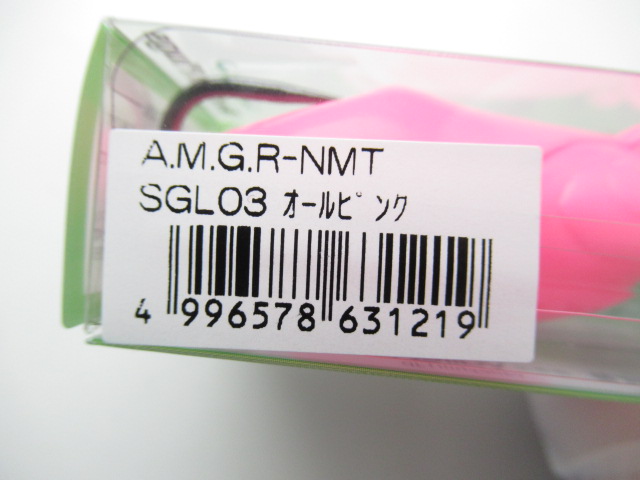 A.M.G.R-NMT
SGL03 ｵｰﾙﾋﾟﾝｸ
4 996578 631219